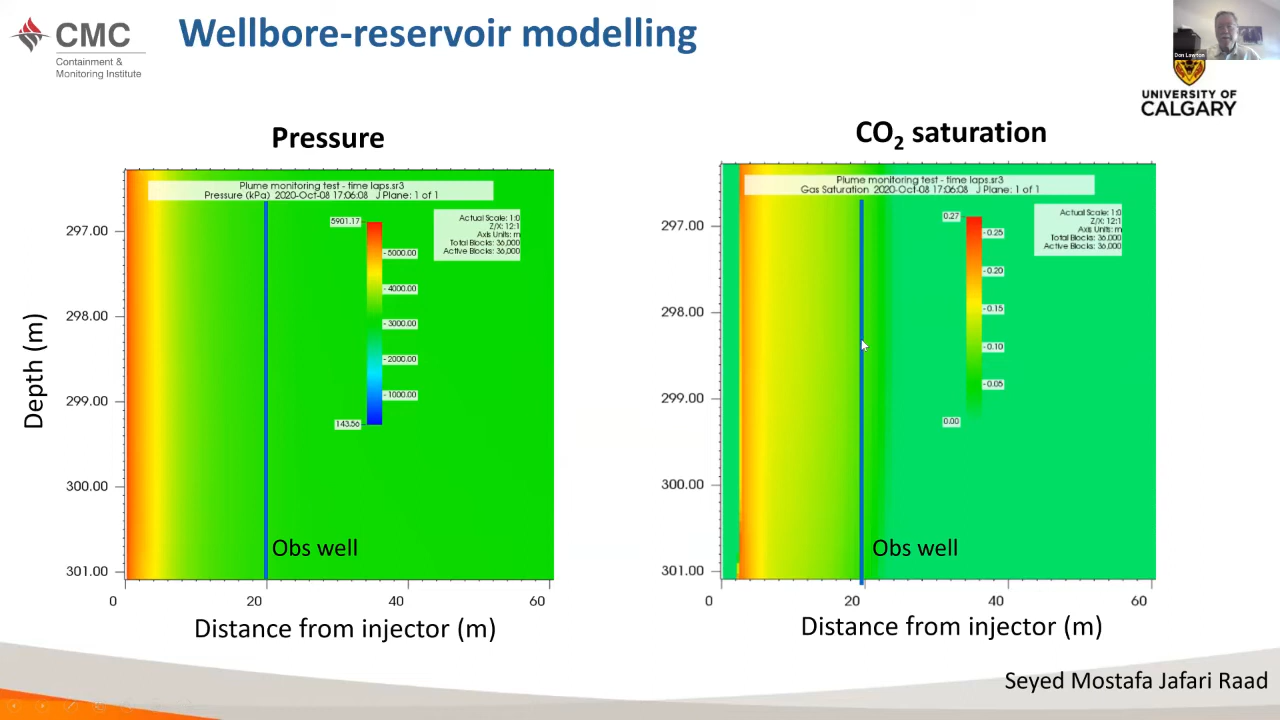 CMC
Containment &
Monitoring Institute
Wellbore-reservoir modelling
Don Lawton
UNIVERSITY OF
CALGARY
Pressure
Plume monitoring test - time laps.sr3
Pressure (kPa) 2020-Oct-08 17:06:08 J Plane: 1 of 1
Actual Scale: 1:0
Z/X: 12:1
Axis Units: m
Total Blocks: 36,000
Active Blocks: 36,000
5901.17
5000.00
4000.00
3000.00
2000.00
1000.00
143.56
297.00
298.00
299.00
300.00
301.00
Depth (m)
Obs well
0 20 40 60
Distance from injector (m)
CO₂ saturation
Plume monitoring test - time laps.sr3
Gas Saturation 2020-Oct-08 17:06:08 J Plane: 1 of 1
Actual Scale: 1:0
Z/X: 12:1
Axis Units: m
Total Blocks: 36,000
Active Blocks: 36,000
0.27
0.25
0.20
0.15
0.10
0.05
0.00
297.00
298.00
299.00
300.00
301.00
Obs well
0 20 40 60
Distance from injector (m)
Seyed Mostafa Jafari Raad